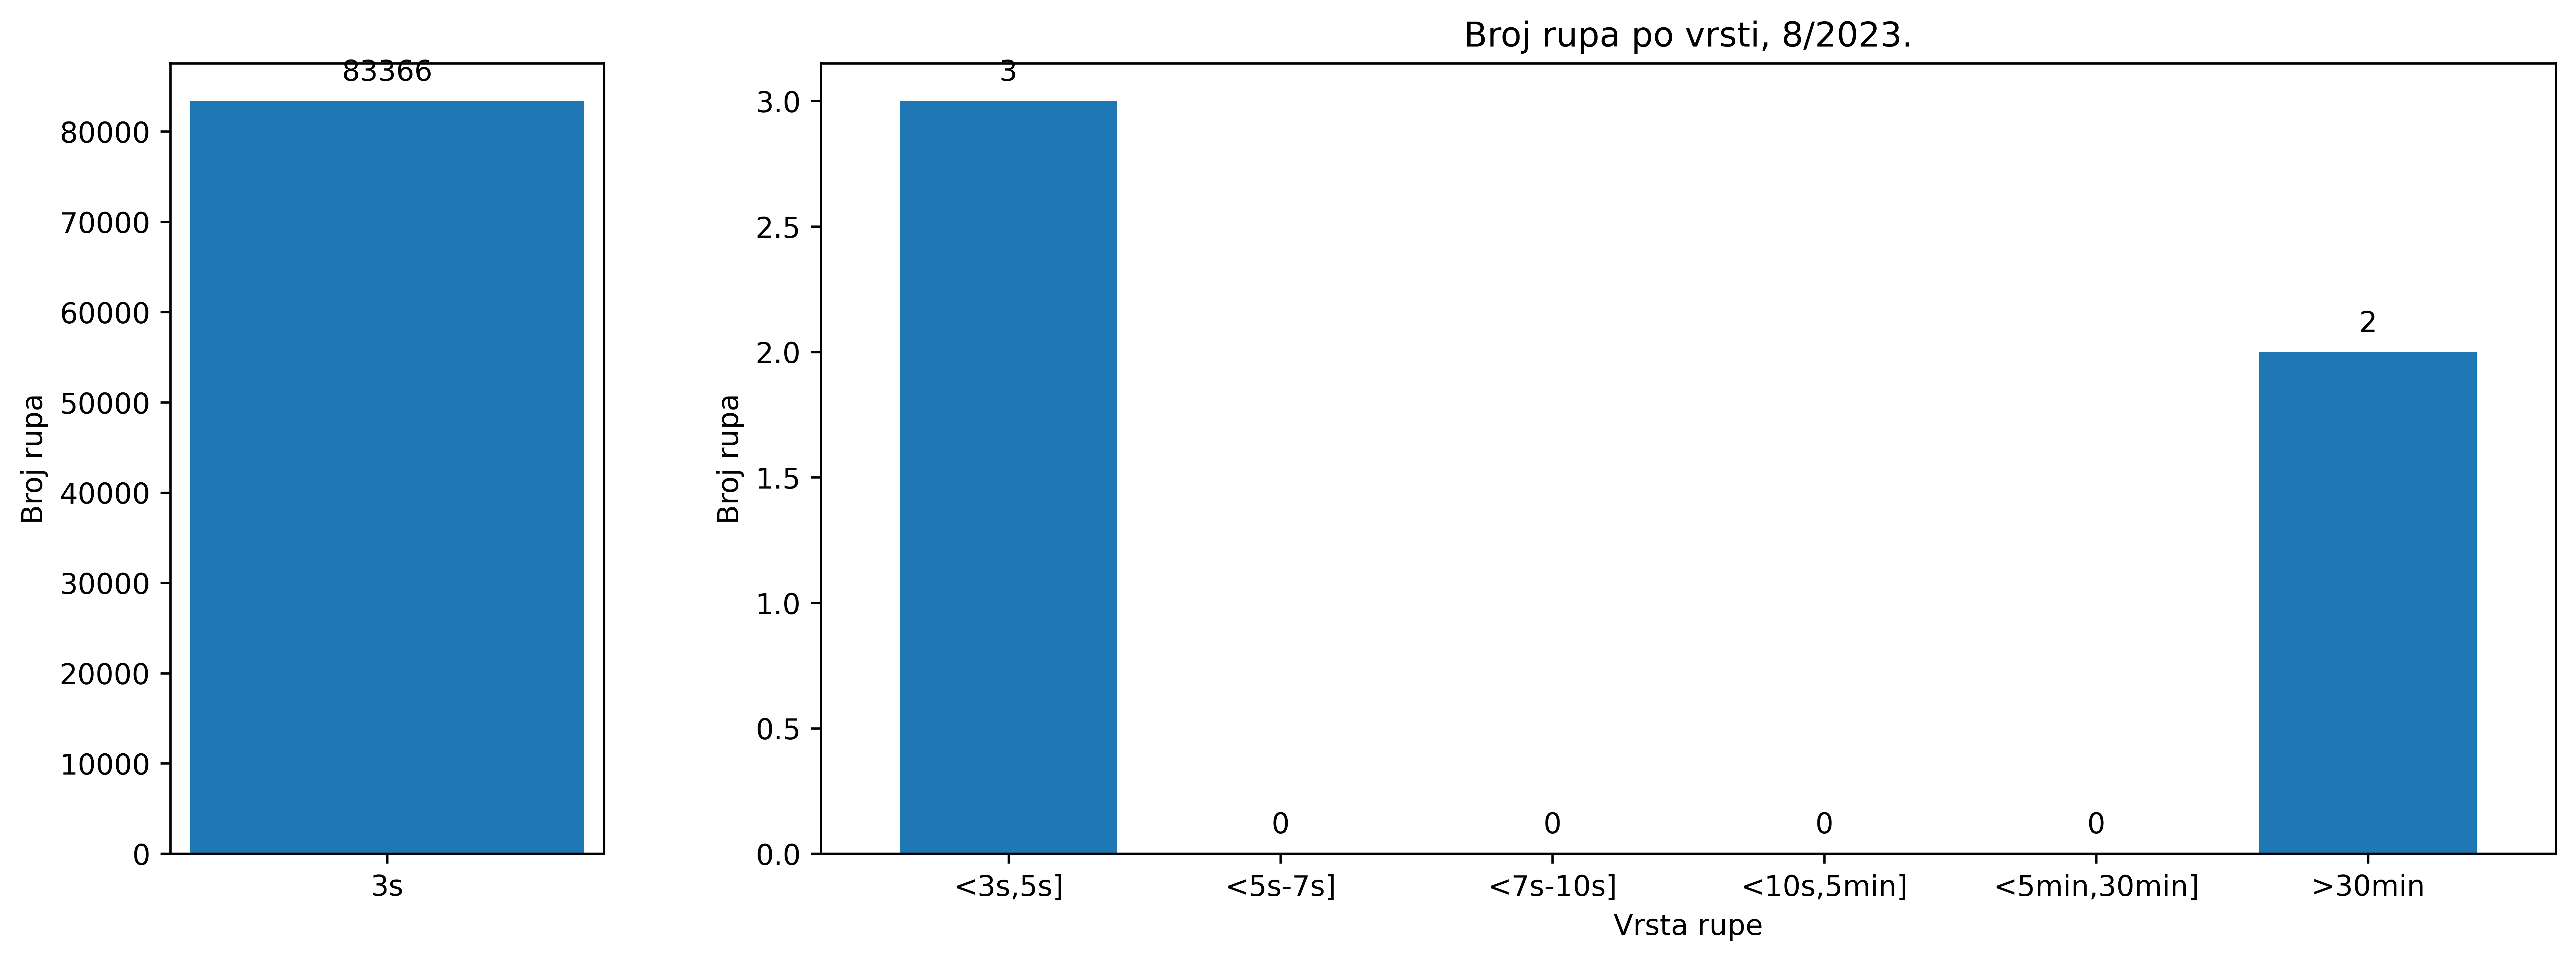 Broj rupa po vrsti, 8/2023.
83366
80000
70000
60000
50000
40000
30000
20000
10000
0
Broj rupa
3s
3
2
0
0
0
0
3.0
2.5
2.0
1.5
1.0
0.5
0.0
Broj rupa
<3s,5s]
<5s-7s]
<7s-10s]
<10s,5min]
<5min,30min]
>30min
Vrsta rupe